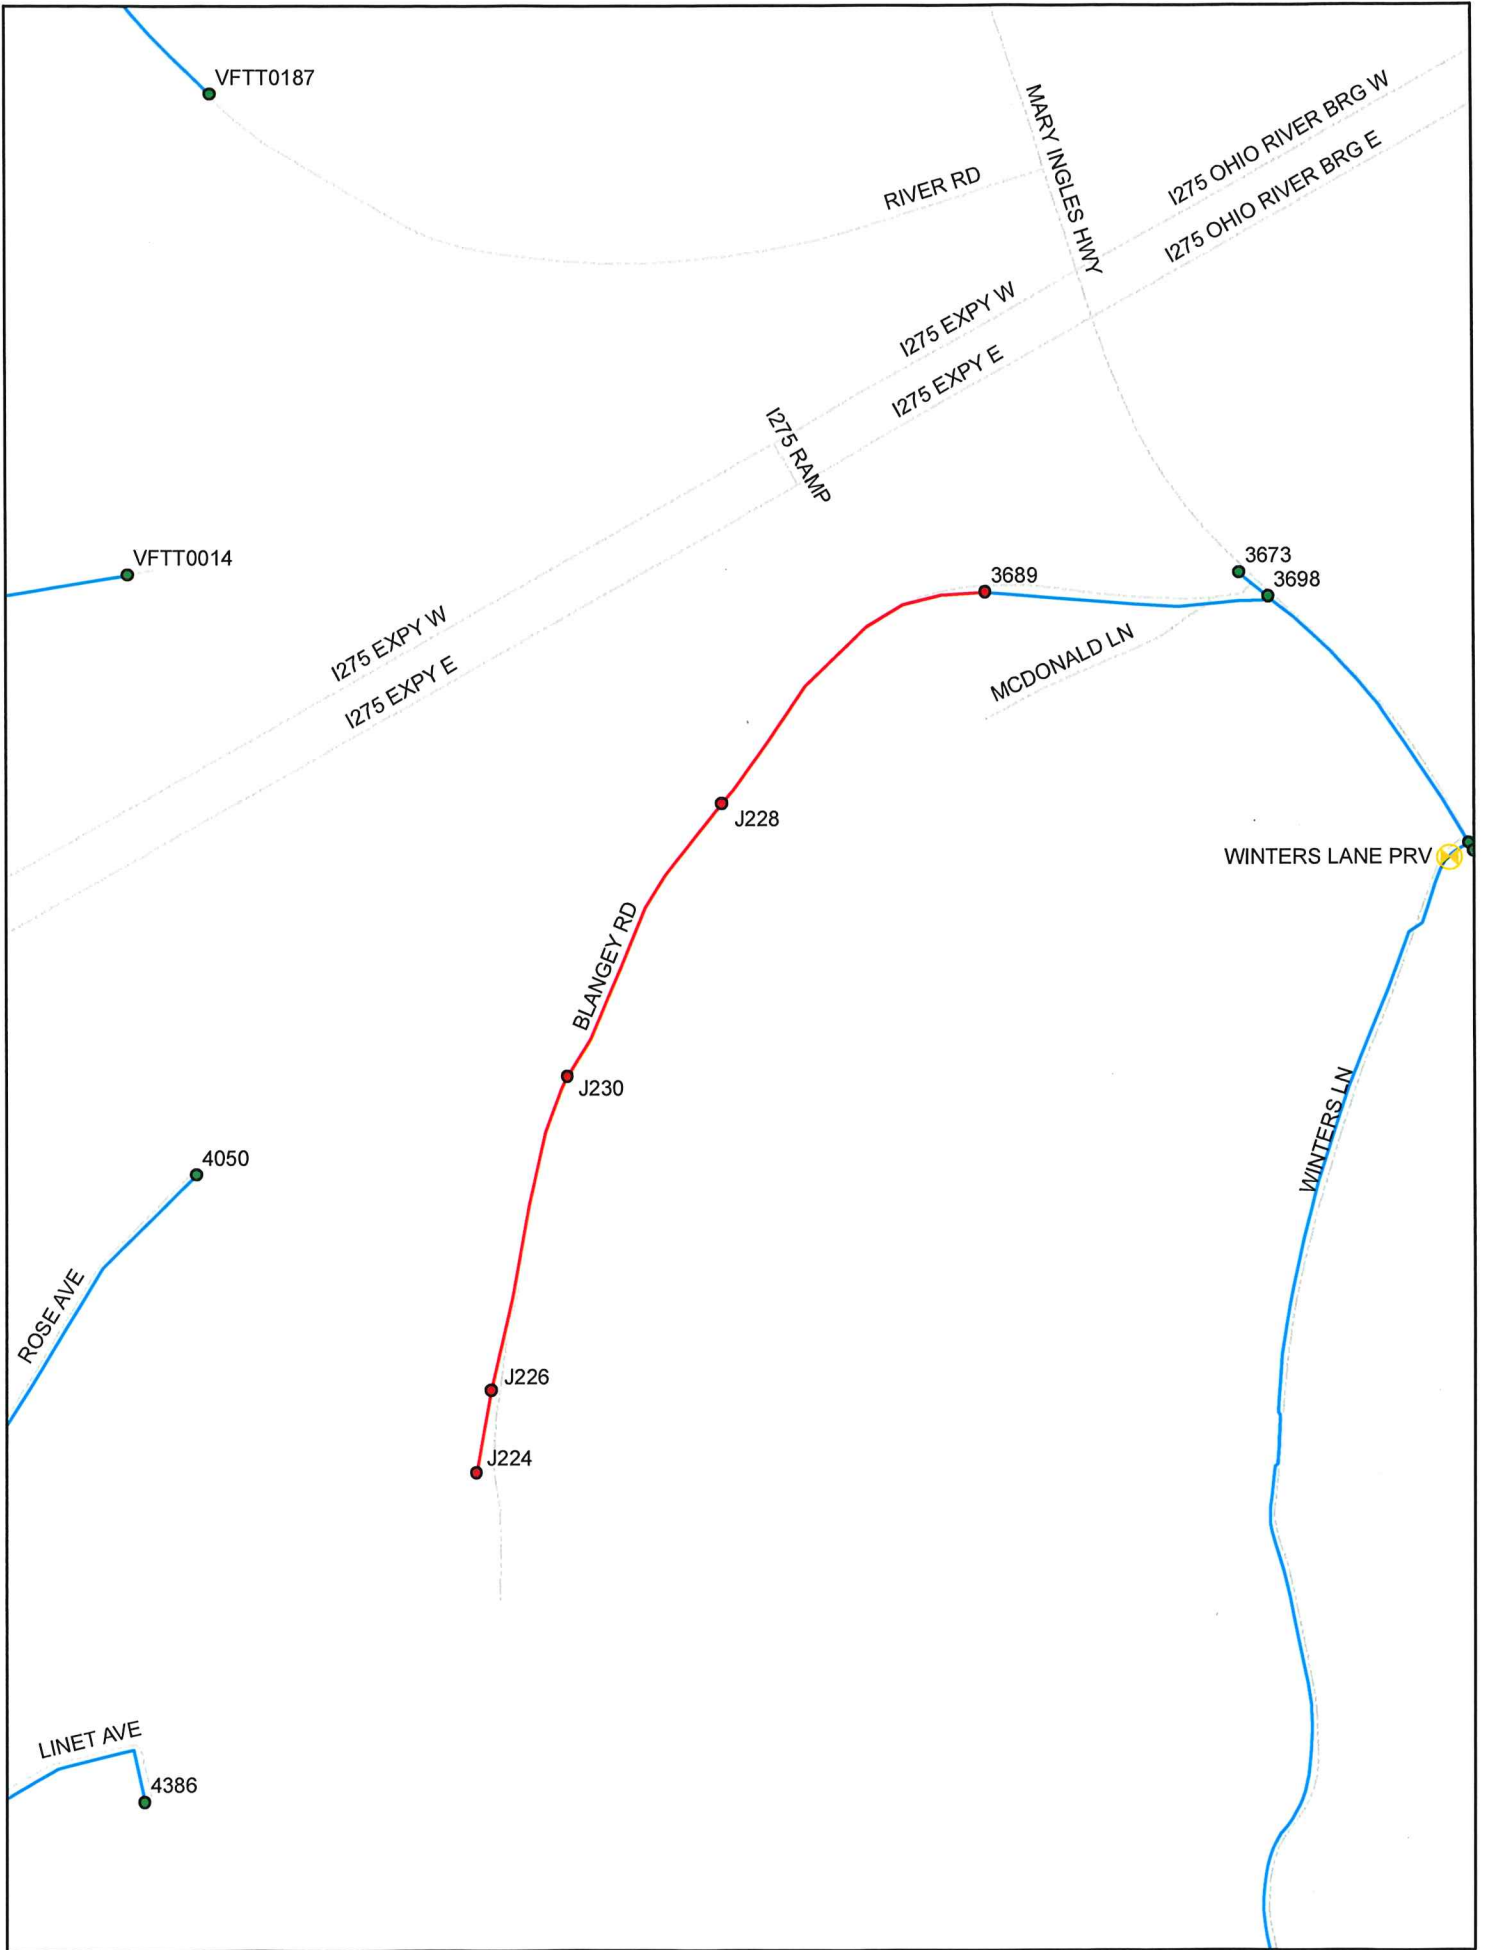 VFTT0187
MARY INGLES HWY
I275 OHIO RIVER BRG W
I275 OHIO RIVER BRG E
RIVER RD
I275 EXPY W
I275 EXPY E
I275 RAMP
VFTT0014
3673
3689
3698
I275 EXPY W
I275 EXPY E
MCDONALD LN
J228
WINTERS LANE PRV
BLANGEY RD
J230
WINTERS LN
4050
ROSE AVE
J226
J224
LINET AVE
4386